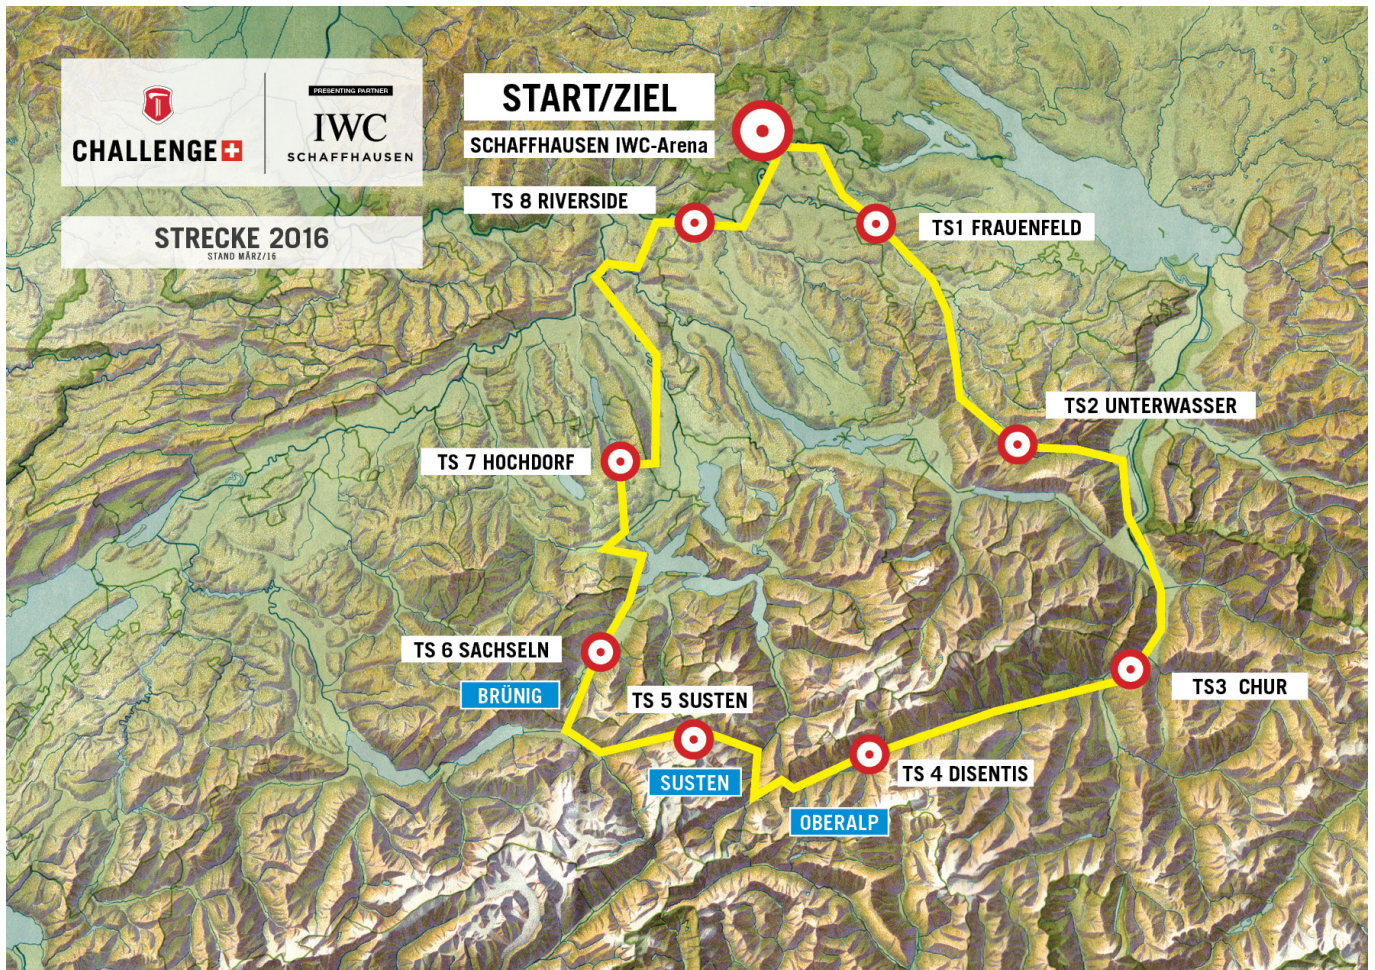 CHALLENGE
PRESENTING PARTNER
IWC
SCHAFFHAUSEN
STRECKE 2016
STAND MÄRZ/16
START/ZIEL
SCHAFFHAUSEN IWC-Arena
TS 8 RIVERSIDE
TS1 FRAUENFELD
TS2 UNTERWASSER
TS 7 HOCHDORF
TS 6 SACHSELN
BRÜNIG
TS 5 SUSTEN
TS3 CHUR
SUSTEN
TS 4 DISENTIS
OBERALP